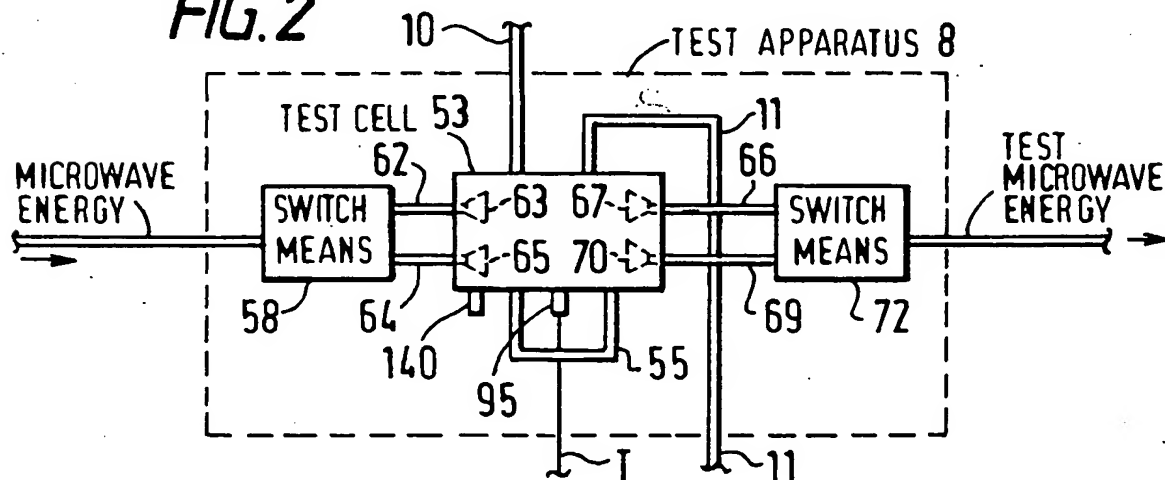 FIG. 2
10
TEST APPARATUS 8
TEST CELL 53
11
62
66
MICROWAVE
ENERGY
TEST
MICROWAVE
ENERGY
SWITCH
MEANS
63
67
SWITCH
MEANS
65
70
58
64
69
72
140
95
55
T
11